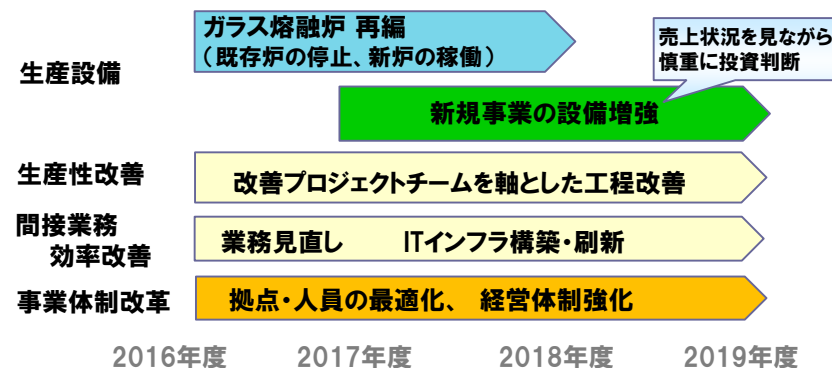 ガラス熔融炉 再編
（既存炉の停止、新炉の稼働）
売上状況を見ながら
慎重に投資判断
生産設備
新規事業の設備増強
生産性改善
改善プロジェクトチームを軸とした工程改善
間接業務
効率改善
業務見直し　　ITインフラ構築・刷新
事業体制改革
拠点・人員の最適化、 経営体制強化
2016年度 2017年度 2018年度 2019年度